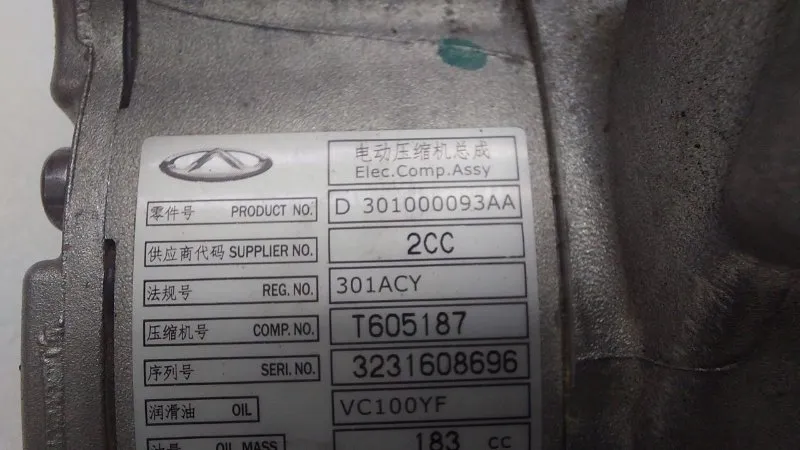 电动压缩机总成
Elec.Comp.Assy
零件号 PRODUCT NO. D 301000093AA
供应商代码 SUPPLIER NO. 2CC
法规号 REG. NO. 301ACY
压缩机号 COMP. NO. T605187
序列号 SERI. NO. 3231608696
润滑油 OIL VC100YF
油量 OIL MASS 183 cc